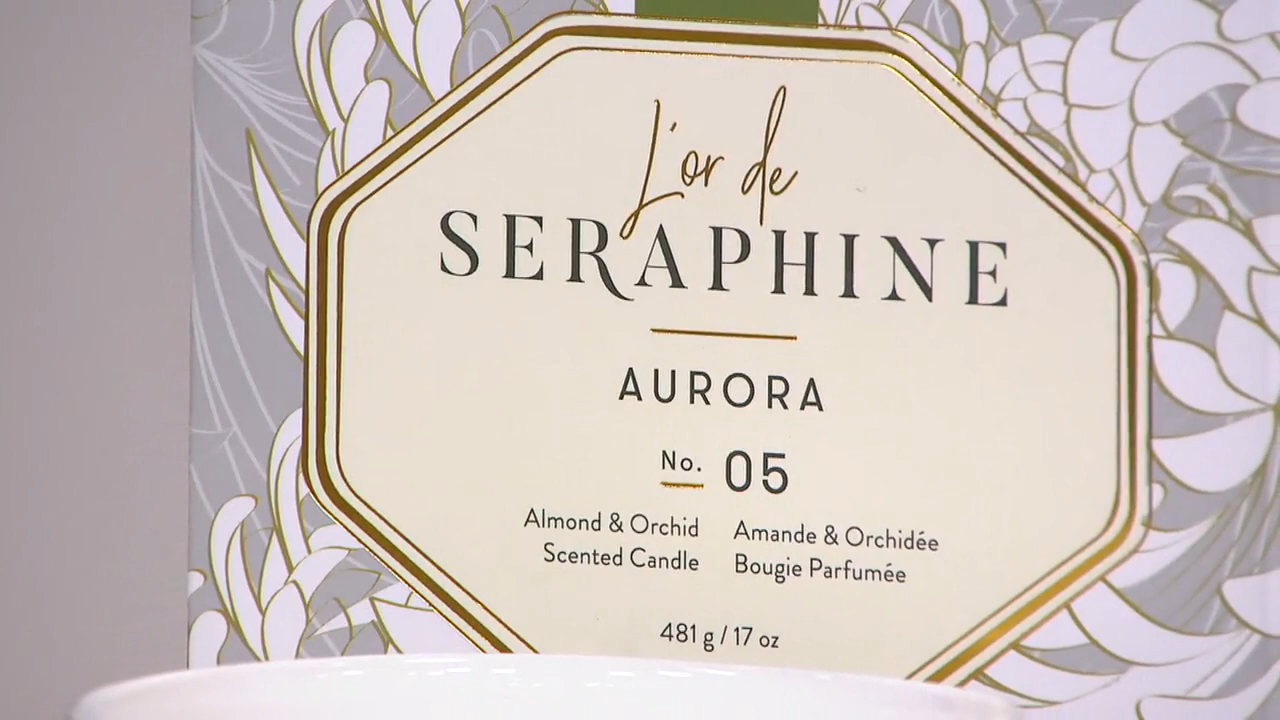 L'or de
SERAPHINE
AURORA
No. 05
Almond & Orchid
Scented Candle
Amande & Orchidée
Bougie Parfumée
481 g / 17 oz